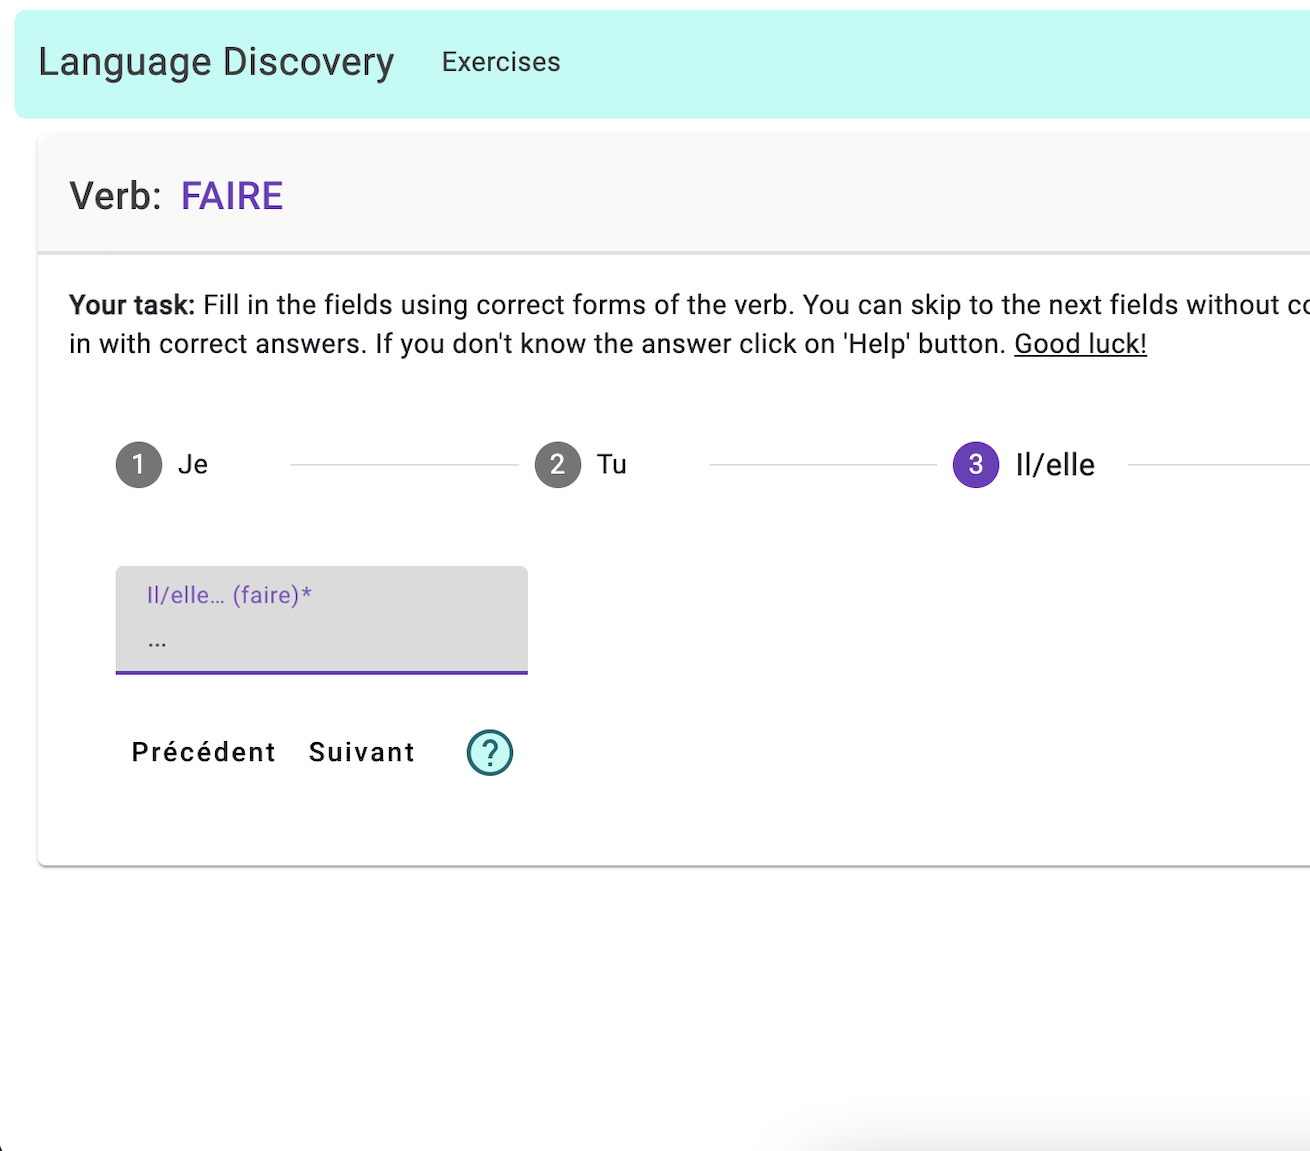 Language Discovery Exercises
Verb: FAIRE
Your task: Fill in the fields using correct forms of the verb. You can skip to the next fields without
in with correct answers. If you don't know the answer click on 'Help' button. Good luck!
1 Je 2 Tu 3 Il/elle
Il/elle... (faire)*
...
Précédent Suivant ?